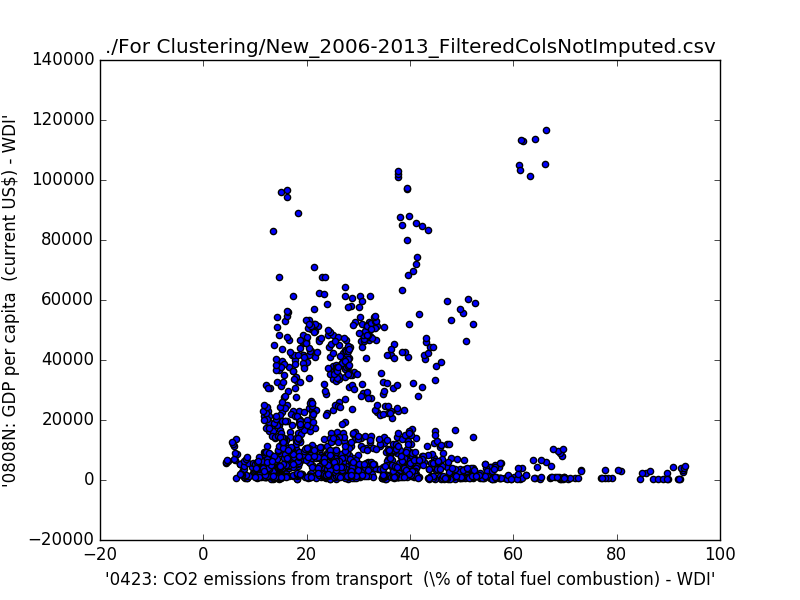 ./For Clustering/New_2006-2013_FilteredColsNotImputed.csv
'0808N: GDP per capita  (current US$) - WDI'
140000
120000
100000
80000
60000
40000
20000
0
−20000
−20 0 20 40 60 80 100
'0423: CO2 emissions from transport  (\% of total fuel combustion) - WDI'